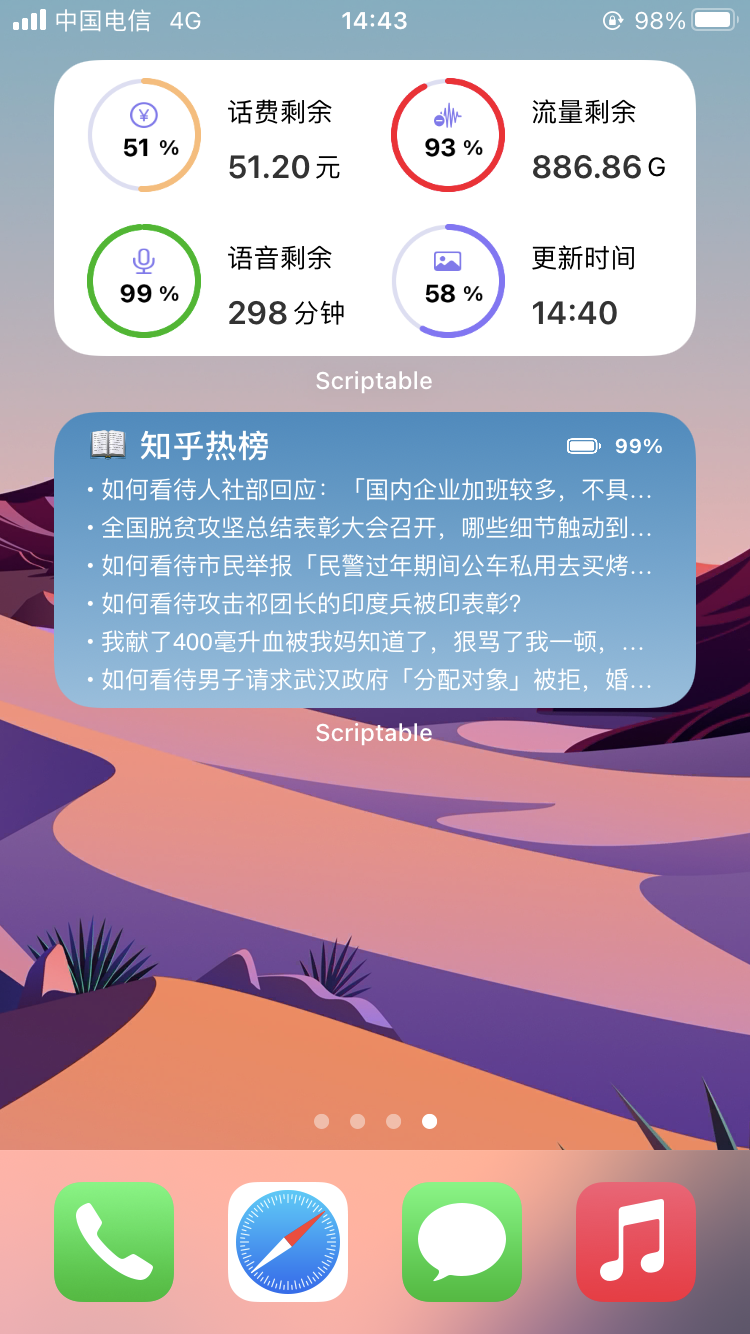 中国电信 4G 14:43 98%
¥ 51 % 话费剩余 51.20 元
93 % 流量剩余 886.86 G
99 % 语音剩余 298 分钟
58 % 更新时间 14:40
Scriptable
知乎热榜 99%
· 如何看待人社部回应：「国内企业加班较多，不具…
· 全国脱贫攻坚总结表彰大会召开，哪些细节触动到…
· 如何看待市民举报「民警过年期间公车私用去买烤…
· 如何看待攻击祁团长的印度兵被印表彰？
· 我献了400毫升血被我妈知道了，狠骂了我一顿，…
· 如何看待男子请求武汉政府「分配对象」被拒，婚…
Scriptable